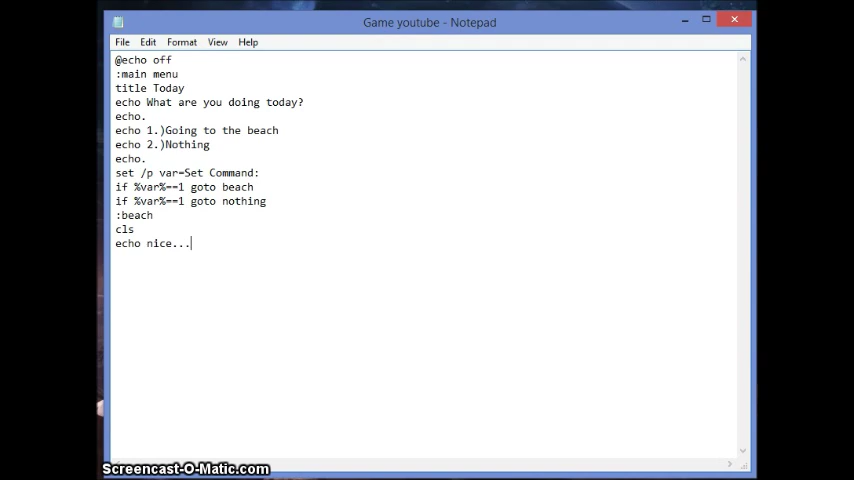 Game youtube - Notepad
File Edit Format View Help
@echo off
:main menu
title Today
echo What are you doing today?
echo.
echo 1.)Going to the beach
echo 2.)Nothing
echo.
set /p var=Set Command:
if %var%==1 goto beach
if %var%==1 goto nothing
:beach
cls
echo nice...
Screencast-O-Matic.com